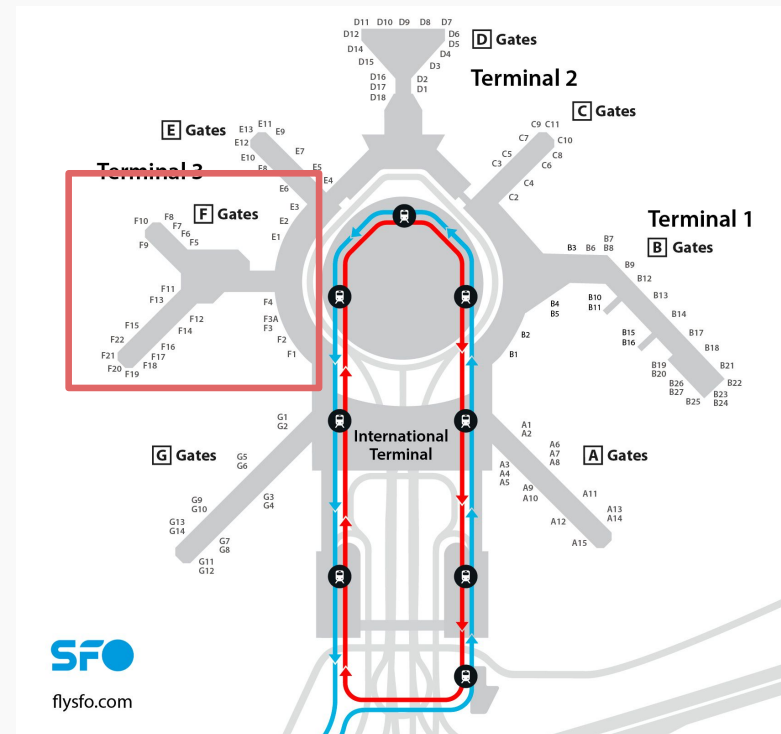 D11 D10 D9 D8 D7
D12
D6
D5
D14
D4
D15
D3
D16
D2
D17
D1
D18
D Gates
Terminal 2
C Gates
C9 C11
C7
C10
C5
C8
C3
C6
C4
C2
E Gates
E13
E11
E9
E12
E10
E7
E8
E5
E4
E6
E3
E2
E1
Terminal 3
F Gates
F10
F8
F7
F6
F9
F5
F11
F13
F12
F15
F14
F22
F16
F21
F17
F20
F18
F19
F4
F3A
F3
F2
F1
Terminal 1
B Gates
B3
B6
B7
B8
B9
B12
B10
B11
B13
B4
B5
B14
B2
B15
B16
B17
B1
B18
B19
B20
B21
B26
B27
B22
B25
B23
B24
International
Terminal
G1
G2
G Gates
G5
G6
G3
G4
G9
G10
G13
G14
G7
G8
G11
G12
A1
A2
A Gates
A6
A7
A8
A3
A4
A5
A9
A10
A11
A12
A13
A14
A15
SFO
flysfo.com